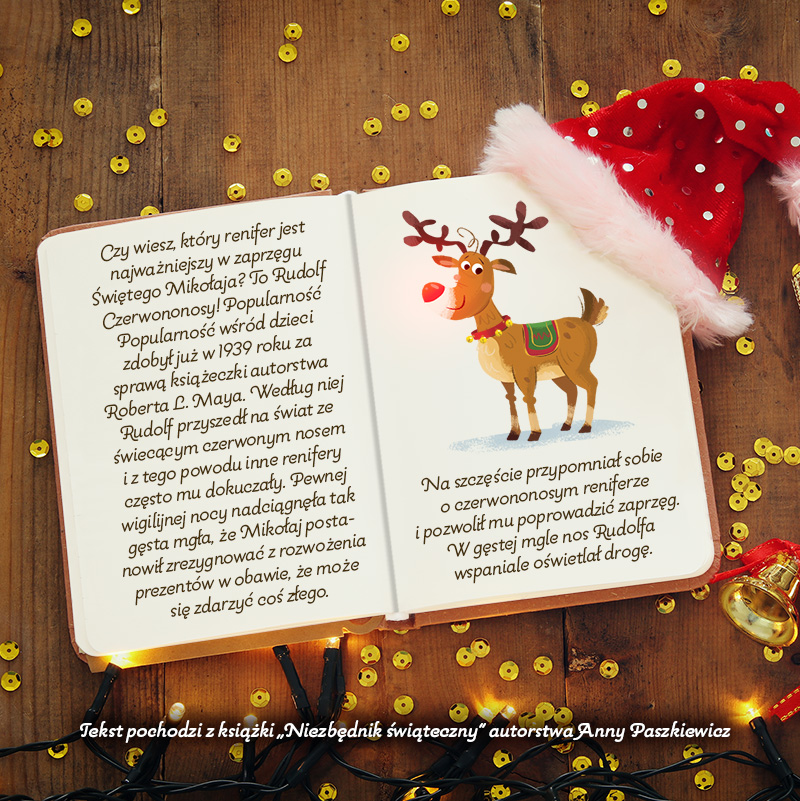 Czy wiesz, który renifer jest
najważniejszy w zaprzęgu
Świętego Mikołaja? To Rudolf
Czerwononosy! Popularność
Popularność wśród dzieci
zdobył już w 1939 roku za
sprawą książeczki autorstwa
Roberta L. Maya. Według niej
Rudolf przyszedł na świat ze
świecącym czerwonym nosem
i z tego powodu inne renifery
często mu dokuczały. Pewnej
wigilijnej nocy nadciągnęła tak
gęsta mgła, że Mikołaj posta-
nowił zrezygnować z rozwożenia
prezentów w obawie, że może
się zdarzyć coś złego.
Na szczęście przypomniał sobie
o czerwononosym reniferze
i pozwolił mu poprowadzić zaprzęg.
W gęstej mgle nos Rudolfa
wspaniale oświetlał drogę.
Tekst pochodzi z książki „Niezbędnik świąteczny" autorstwa Anny Paszkiewicz